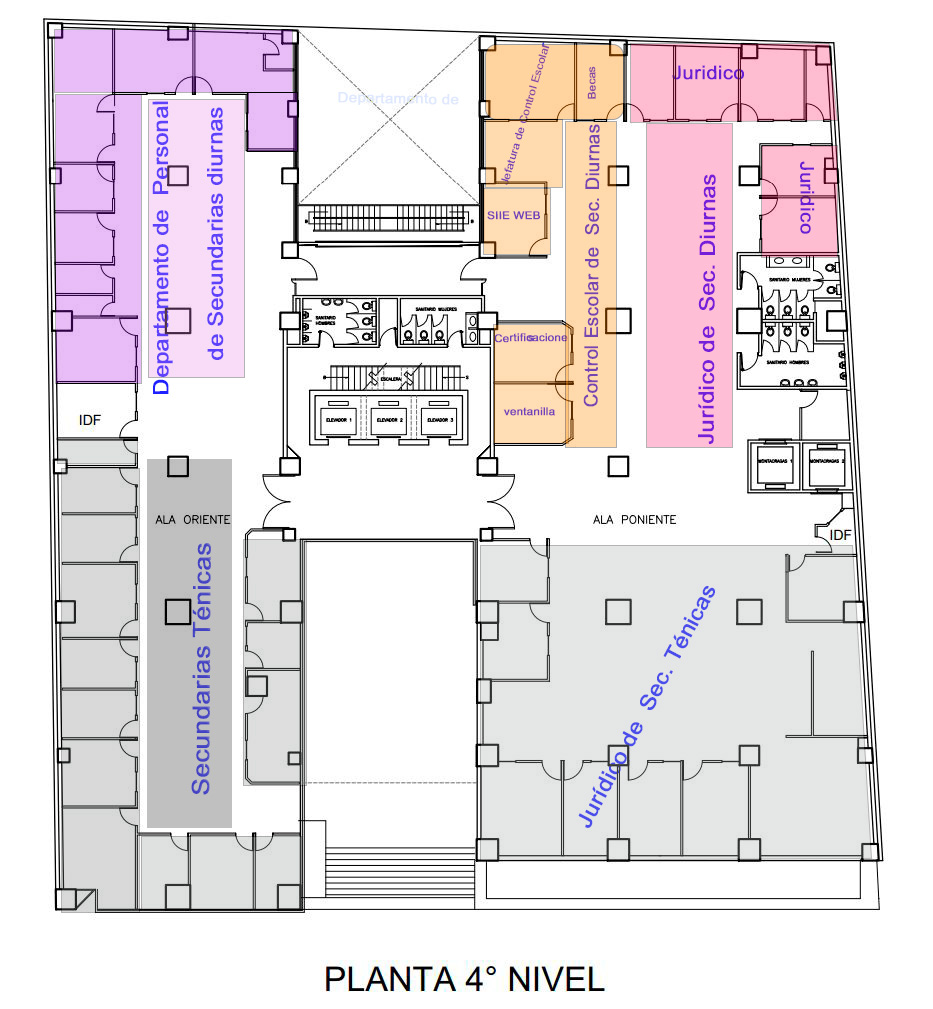 Departamento de
Jefatura de Control Escolar
Becas
Juridico
Departamento de Personal
de Secundarias diurnas
Control Escolar de Sec. Diurnas
Jurídico de Sec. Diurnas
Juridico
SIIE WEB
SANITARIO MUJERES
SANITARIO
HOMBRES
SANITARIO MUJERES
Certificacione
SANITARIO HOMBRES
B
ESCALERA
S
ventanilla
IDF
ELEVADOR 1
ELEVADOR 2
ELEVADOR 3
MONTACRAGAS 1
MONTACRAGAS 2
ALA ORIENTE
ALA PONIENTE
IDF
Secundarias Ténicas
Jurídico de Sec. Ténicas
PLANTA 4° NIVEL